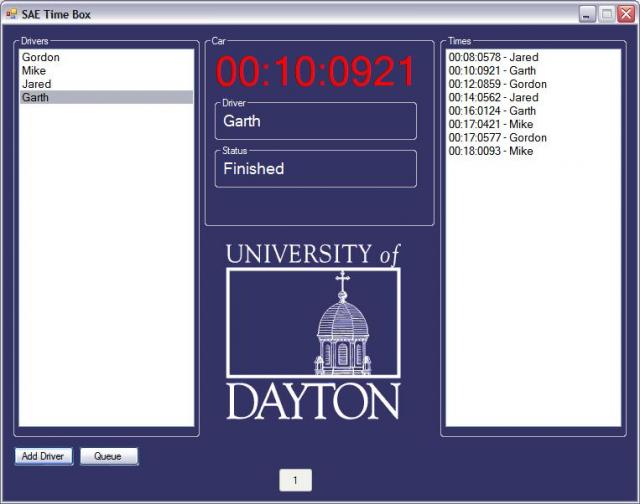 SAE Time Box
Drivers
Gordon
Mike
Jared
Garth
Car
00:10:0921
Driver
Garth
Status
Finished
UNIVERSITY of
DAYTON
Times
00:08:0578 - Jared
00:10:0921 - Garth
00:12:0859 - Gordon
00:14:0562 - Jared
00:16:0124 - Garth
00:17:0421 - Mike
00:17:0577 - Gordon
00:18:0093 - Mike
Add Driver
Queue
1